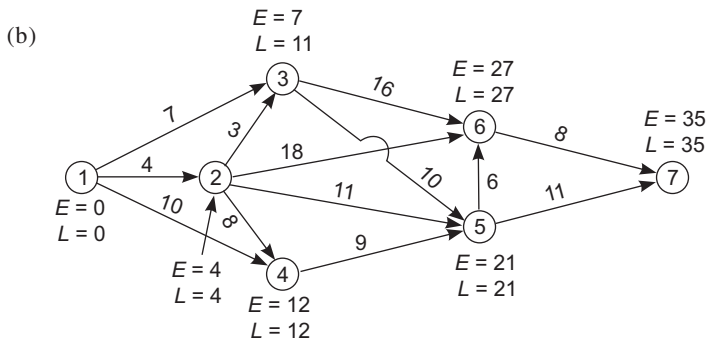 (b)
E = 7
L = 11
3
16
E = 27
L = 27
6
8
E = 35
L = 35
7
7
3
18
4
1
2
10
11
6
11
E = 0
L = 0
10
8
9
5
E = 4
L = 4
4
E = 12
L = 12
E = 21
L = 21